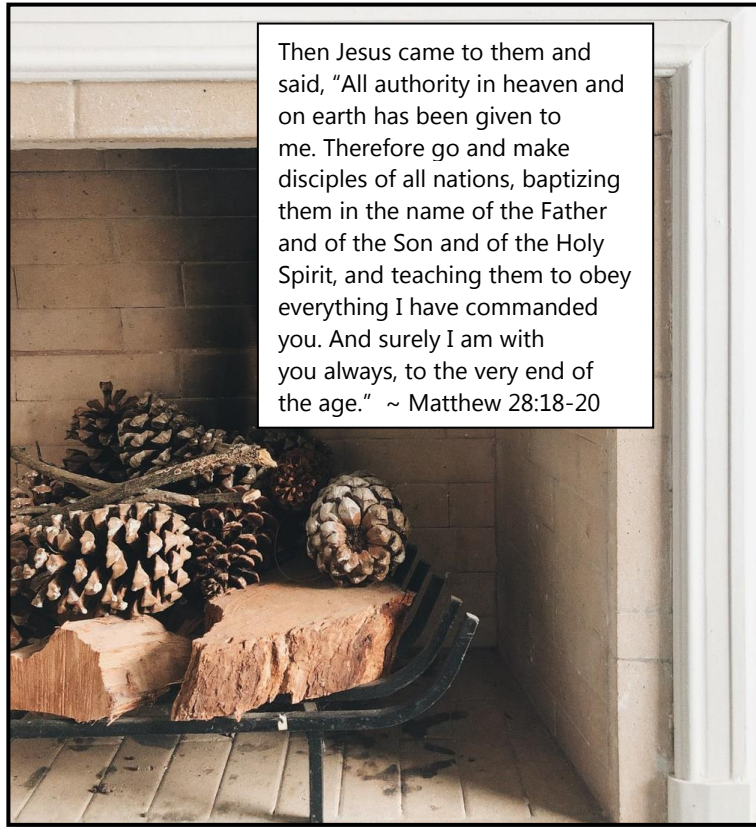 Then Jesus came to them and
said, “All authority in heaven and
on earth has been given to
me. Therefore go and make
disciples of all nations, baptizing
them in the name of the Father
and of the Son and of the Holy
Spirit, and teaching them to obey
everything I have commanded
you. And surely I am with
you always, to the very end of
the age.”  ~ Matthew 28:18-20